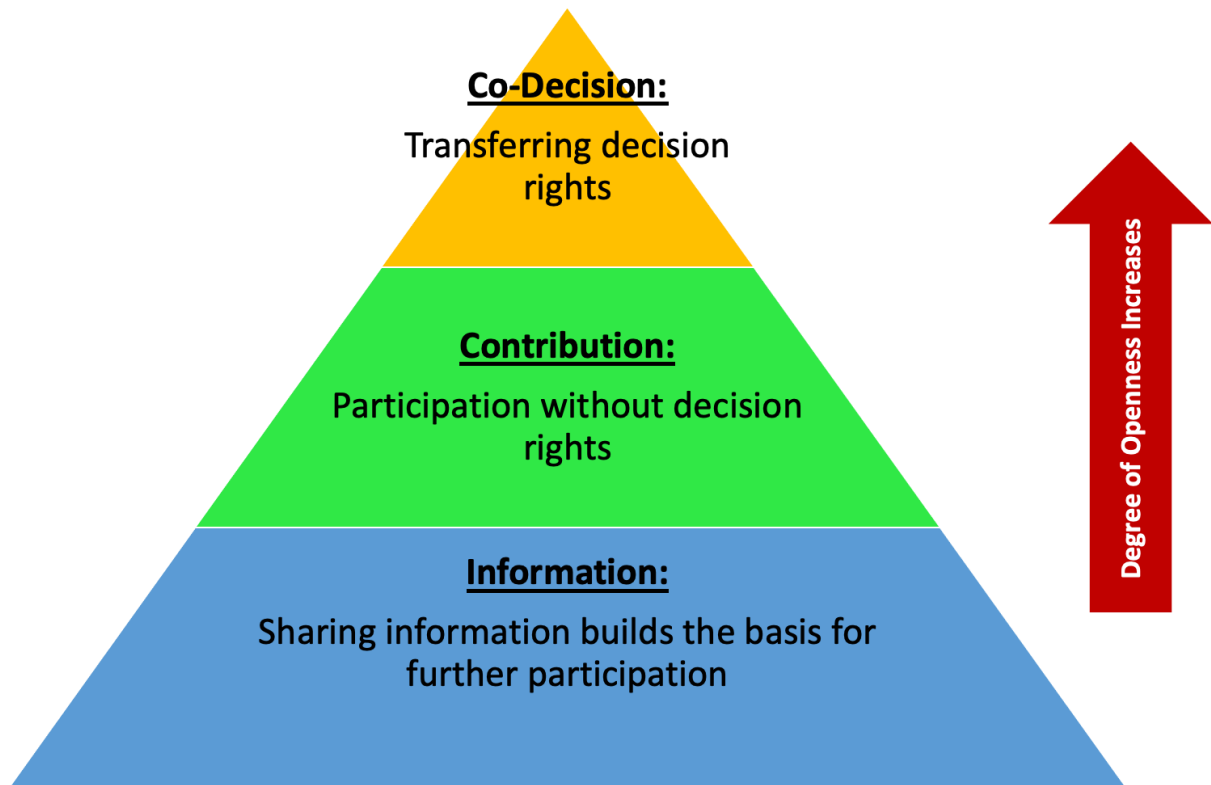 Co-Decision:
Transferring decision
rights
Contribution:
Participation without decision
rights
Information:
Sharing information builds the basis for
further participation
Degree of Openness Increases